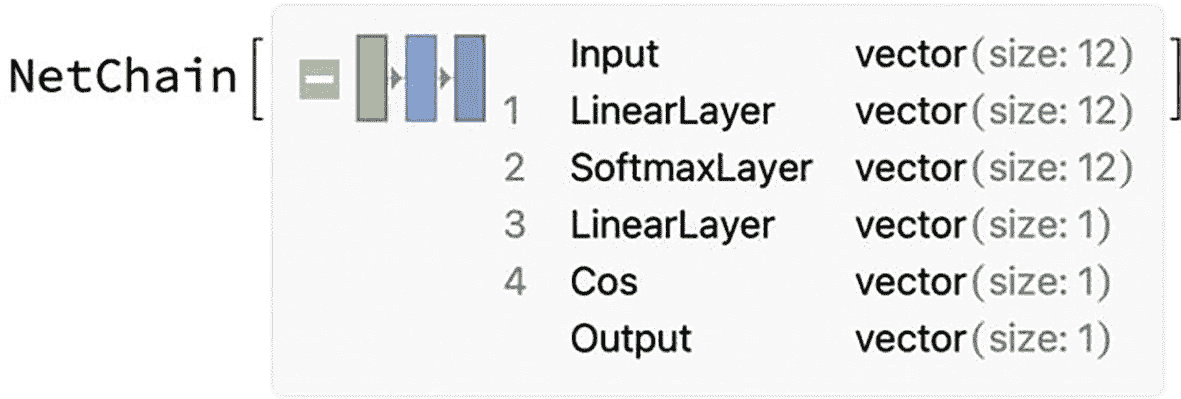 NetChain[
Input vector(size: 12)
1 LinearLayer vector(size: 12)
2 SoftmaxLayer vector(size: 12)
3 LinearLayer vector(size: 1)
4 Cos vector(size: 1)
Output vector(size: 1)
]